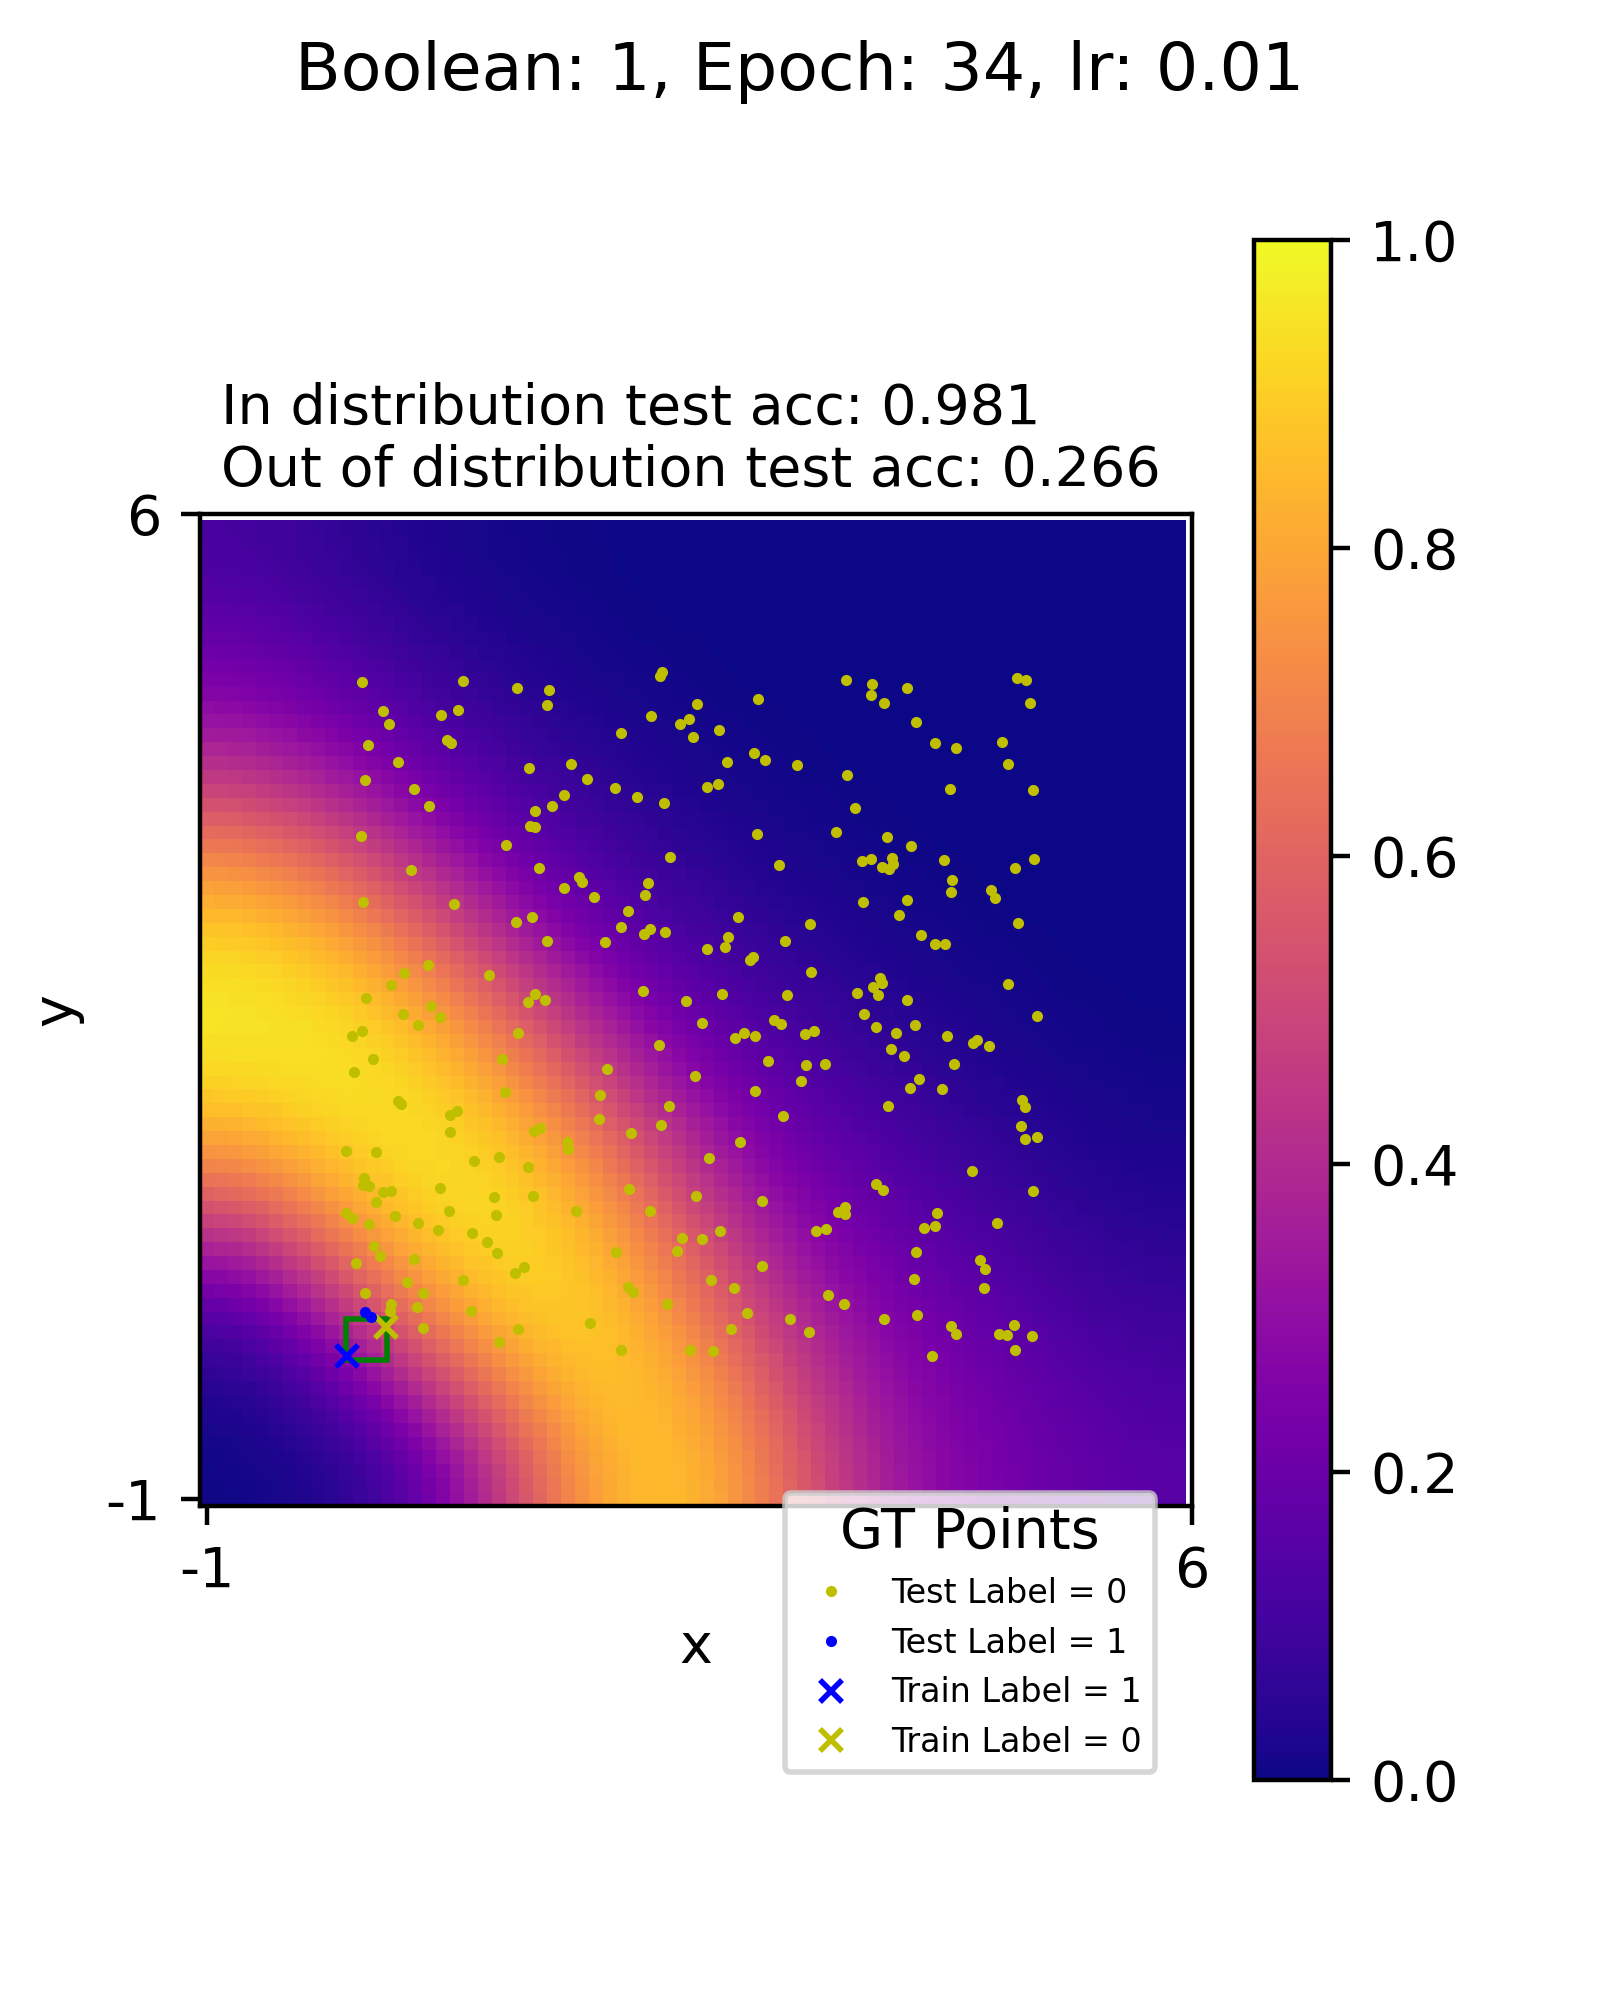 Boolean: 1, Epoch: 34, lr: 0.01
In distribution test acc: 0.981
Out of distribution test acc: 0.266
6
y
-1
-1
6
x
1.0
0.8
0.6
0.4
0.2
0.0
GT Points
Test Label = 0
Test Label = 1
Train Label = 1
Train Label = 0